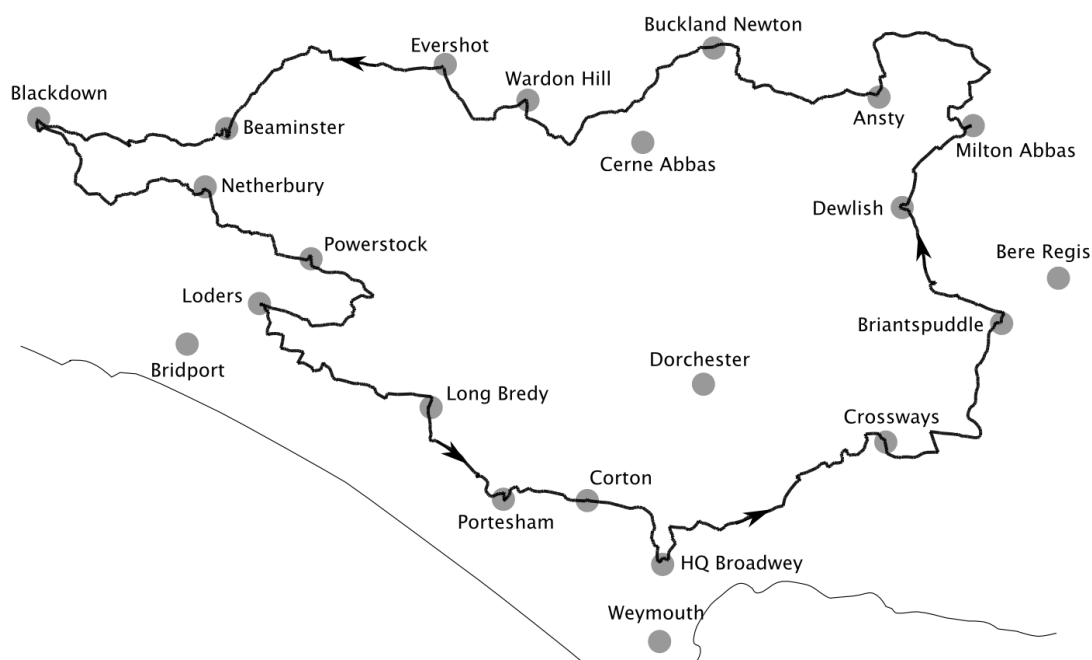 Buckland Newton
Evershot
Wardon Hill
Blackdown
Beaminster
Ansty
Cerne Abbas
Milton Abbas
Netherbury
Dewlish
Powerstock
Bere Regis
Loders
Briantspuddle
Dorchester
Bridport
Long Bredy
Crossways
Corton
Portesham
HQ Broadwey
Weymouth